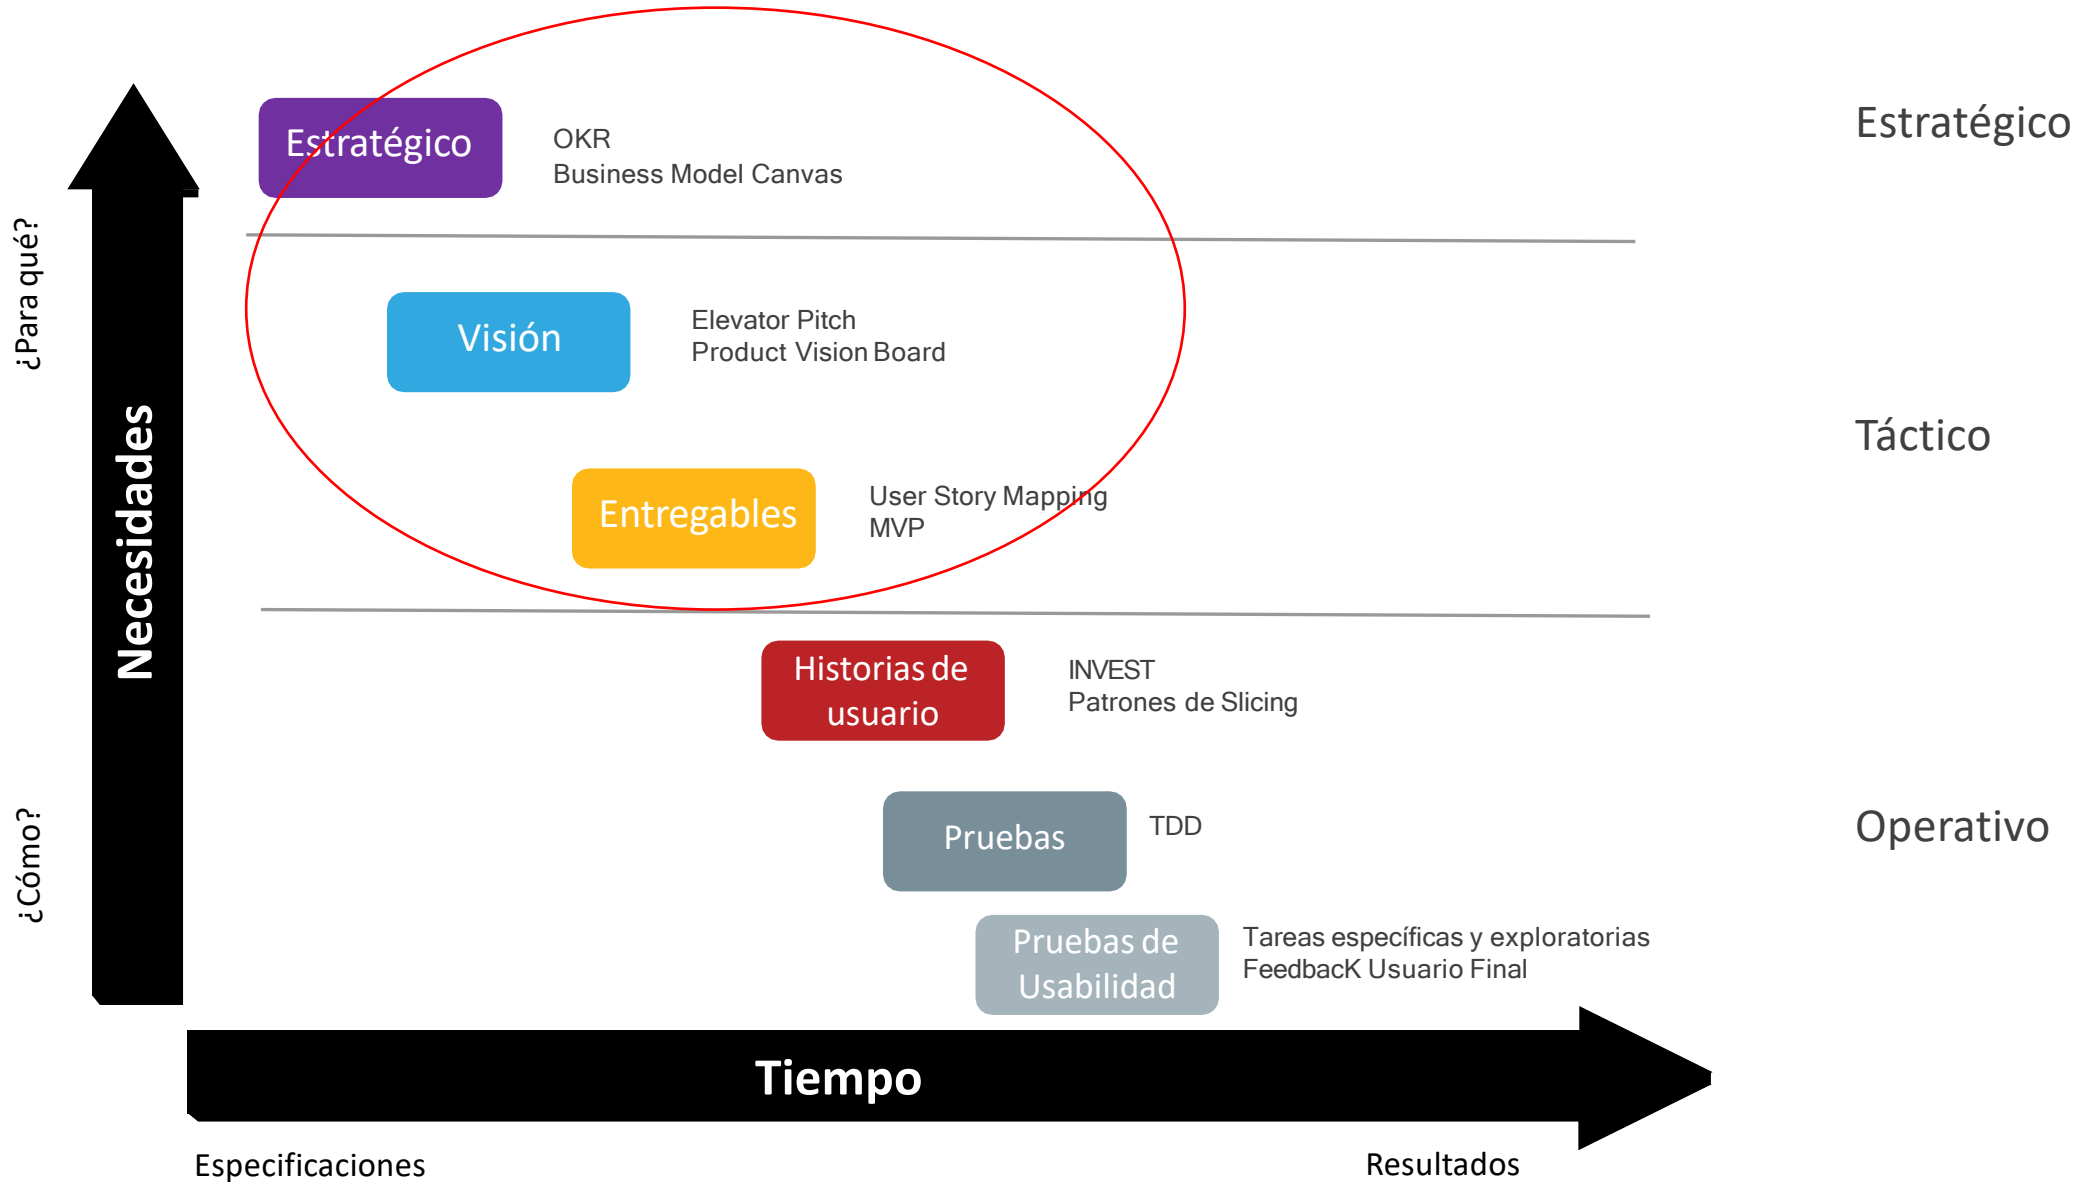 Estratégico
OKR
Business Model Canvas
Estratégico
¿Para qué?
Visión
Elevator Pitch
Product Vision Board
Táctico
Necesidades
Entregables
User Story Mapping
MVP
Historias de
usuario
INVEST
Patrones de Slicing
¿Cómo?
Pruebas
TDD
Operativo
Pruebas de
Usabilidad
Tareas específicas y exploratorias
FeedbacK Usuario Final
Tiempo
Especificaciones
Resultados